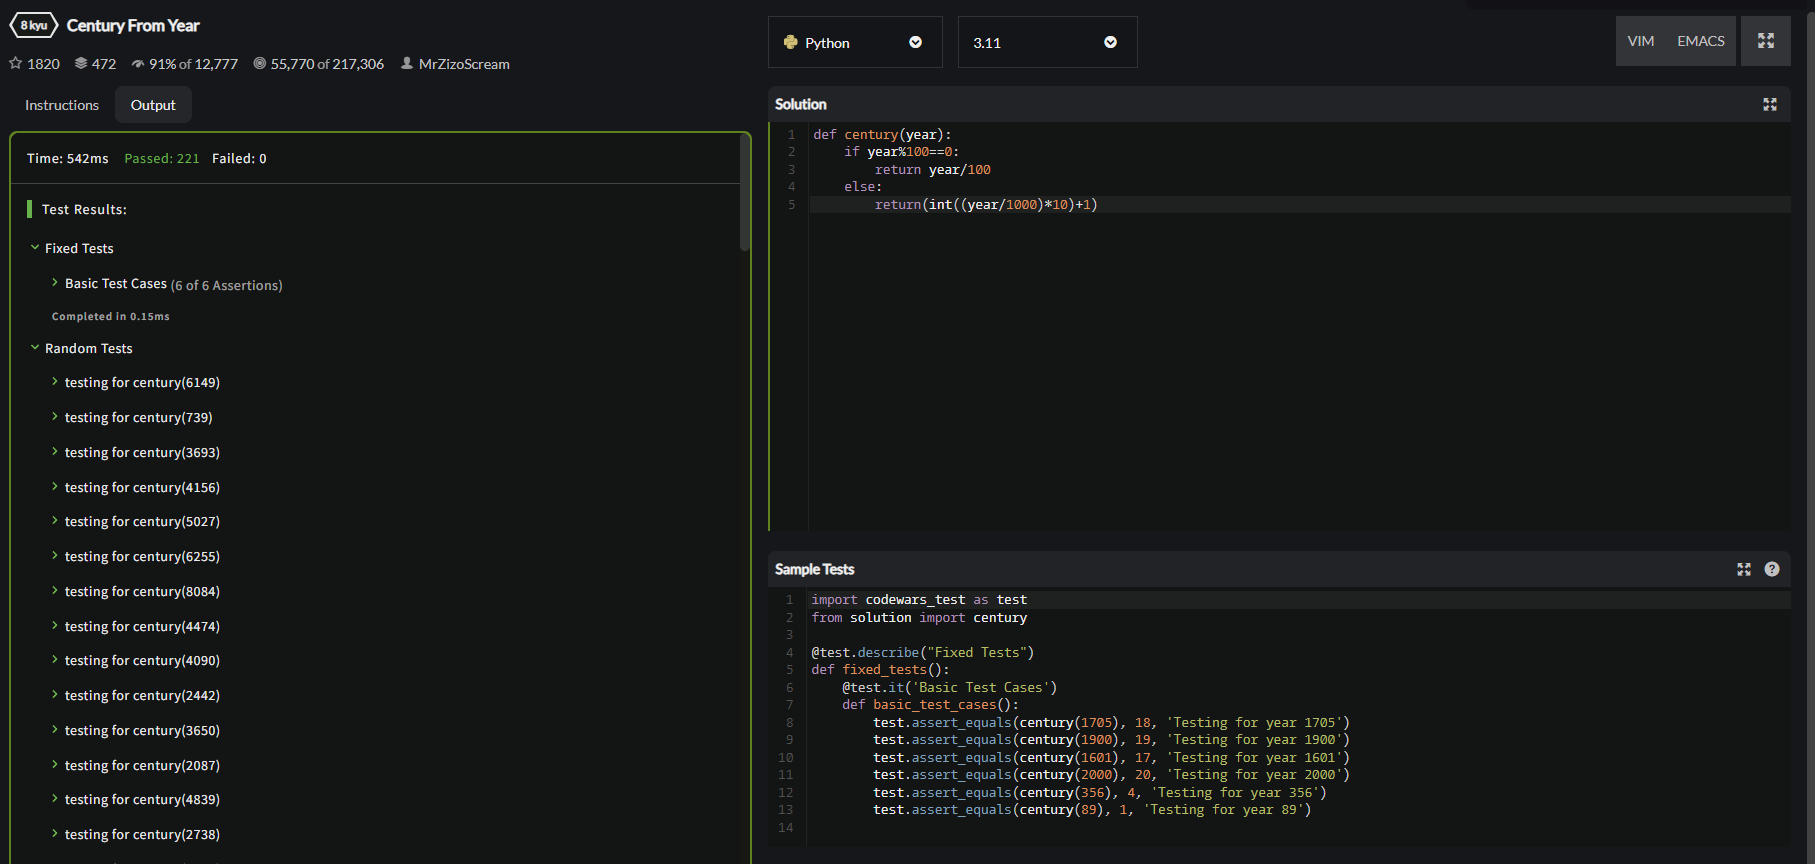 8 kyu Century From Year
1820 472 91% of 12,777 55,770 of 217,306 MrZizoScream
Instructions Output
Time: 542ms Passed: 221 Failed: 0
Test Results:
Fixed Tests
Basic Test Cases (6 of 6 Assertions)
Completed in 0.15ms
Random Tests
testing for century(6149)
testing for century(739)
testing for century(3693)
testing for century(4156)
testing for century(5027)
testing for century(6255)
testing for century(8084)
testing for century(4474)
testing for century(4090)
testing for century(2442)
testing for century(3650)
testing for century(2087)
testing for century(4839)
testing for century(2738)
Python 3.11 VIM EMACS
Solution
1 def century(year):
2     if year%100==0:
3         return year/100
4     else:
5         return(int((year/1000)*10)+1)
Sample Tests ?
1 import codewars_test as test
2 from solution import century
3
4 @test.describe("Fixed Tests")
5 def fixed_tests():
6     @test.it('Basic Test Cases')
7     def basic_test_cases():
8         test.assert_equals(century(1705), 18, 'Testing for year 1705')
9         test.assert_equals(century(1900), 19, 'Testing for year 1900')
10         test.assert_equals(century(1601), 17, 'Testing for year 1601')
11         test.assert_equals(century(2000), 20, 'Testing for year 2000')
12         test.assert_equals(century(356), 4, 'Testing for year 356')
13         test.assert_equals(century(89), 1, 'Testing for year 89')
14